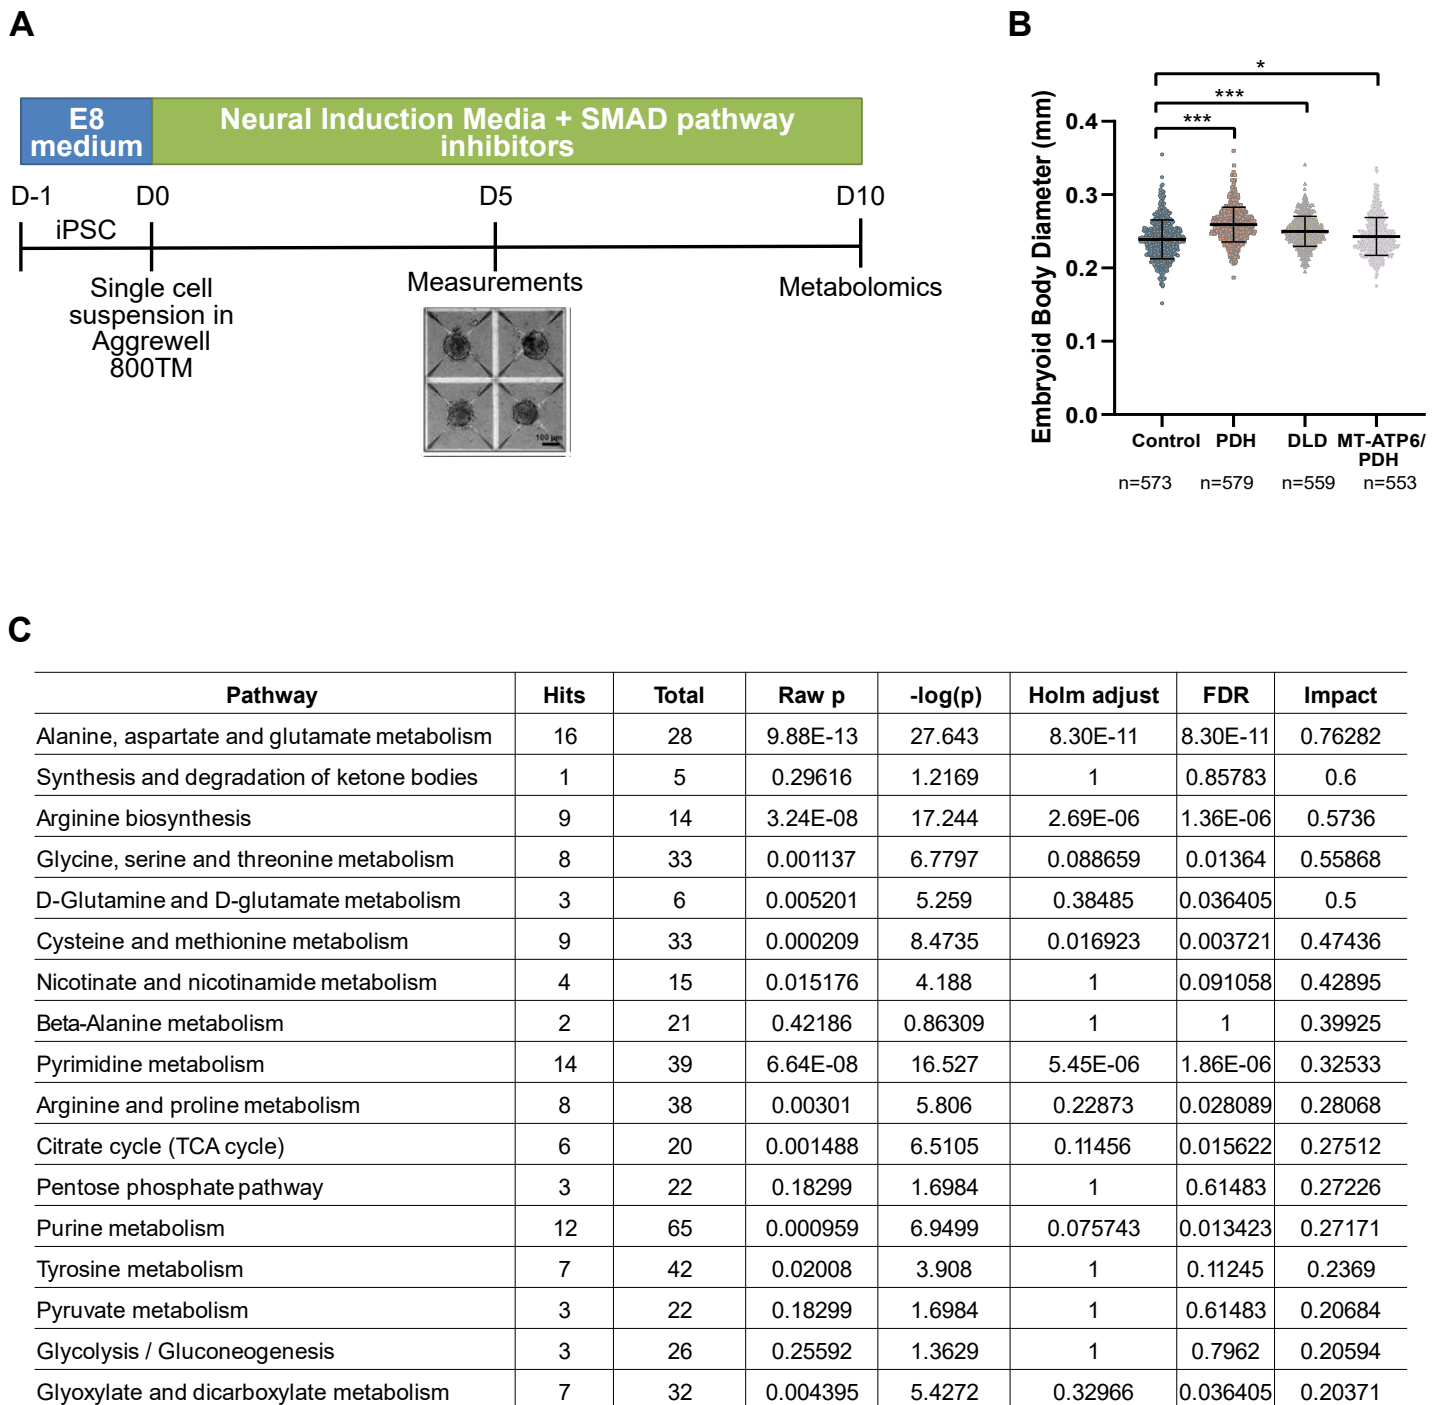 A
E8 medium
Neural Induction Media + SMAD pathway inhibitors
D-1
D0
D5
D10
iPSC
Single cell
suspension in
Aggrewell
800TM
Measurements
Metabolomics
100 µm
B
Embryoid Body Diameter (mm)
0.4
0.3
0.2
0.1
0.0
*
***
***
Control PDH DLD MT-ATP6/
PDH
n=573 n=579 n=559 n=553
C
Pathway Hits Total Raw p -log(p) Holm adjust FDR Impact
Alanine, aspartate and glutamate metabolism 16 28 9.88E-13 27.643 8.30E-11 8.30E-11 0.76282
Synthesis and degradation of ketone bodies 1 5 0.29616 1.2169 1 0.85783 0.6
Arginine biosynthesis 9 14 3.24E-08 17.244 2.69E-06 1.36E-06 0.5736
Glycine, serine and threonine metabolism 8 33 0.001137 6.7797 0.088659 0.01364 0.55868
D-Glutamine and D-glutamate metabolism 3 6 0.005201 5.259 0.38485 0.036405 0.5
Cysteine and methionine metabolism 9 33 0.000209 8.4735 0.016923 0.003721 0.47436
Nicotinate and nicotinamide metabolism 4 15 0.015176 4.188 1 0.091058 0.42895
Beta-Alanine metabolism 2 21 0.42186 0.86309 1 1 0.39925
Pyrimidine metabolism 14 39 6.64E-08 16.527 5.45E-06 1.86E-06 0.32533
Arginine and proline metabolism 8 38 0.00301 5.806 0.22873 0.028089 0.28068
Citrate cycle (TCA cycle) 6 20 0.001488 6.5105 0.11456 0.015622 0.27512
Pentose phosphate pathway 3 22 0.18299 1.6984 1 0.61483 0.27226
Purine metabolism 12 65 0.000959 6.9499 0.075743 0.013423 0.27171
Tyrosine metabolism 7 42 0.02008 3.908 1 0.11245 0.2369
Pyruvate metabolism 3 22 0.18299 1.6984 1 0.61483 0.20684
Glycolysis / Gluconeogenesis 3 26 0.25592 1.3629 1 0.7962 0.20594
Glyoxylate and dicarboxylate metabolism 7 32 0.004395 5.4272 0.32966 0.036405 0.20371